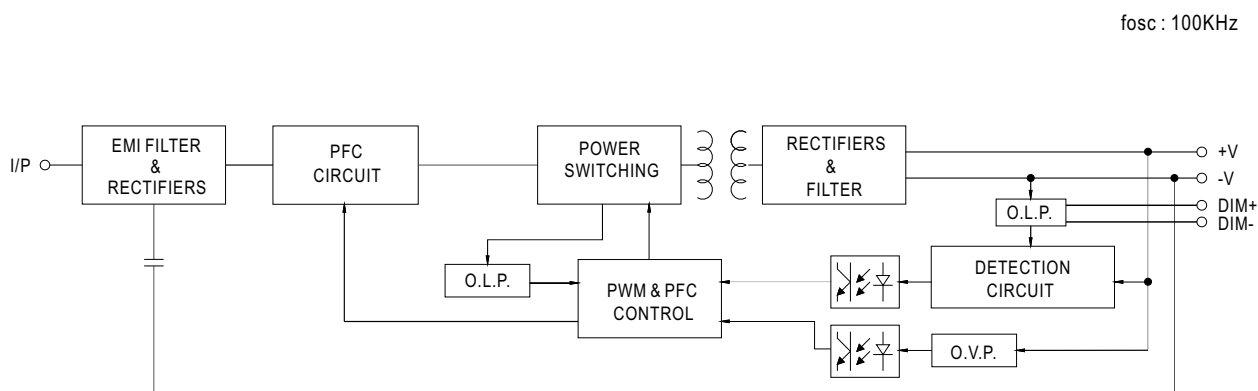 fosc : 100KHz
I/P
EMI FILTER
&
RECTIFIERS
PFC
CIRCUIT
POWER
SWITCHING
RECTIFIERS
&
FILTER
+V
-V
DIM+
DIM-
O.L.P.
O.L.P.
PWM & PFC
CONTROL
DETECTION
CIRCUIT
O.V.P.